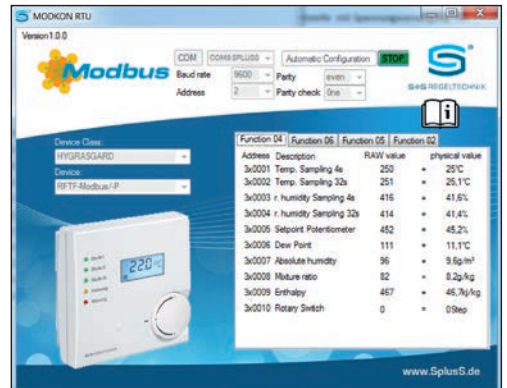 MODKON RTU
Version 1.0.0
Modbus
COM COM5 SPLUSS Automatic Configuration STOP
Baud rate 9600 Party even
Address 2 Party check One
S+S REGELTECHNIK
Device Class:
HYGRASGARD
Device:
RFTF-Modbus/-P
Function 04 Function 06 Function 05 Function 02
Address Description RAW value physical value
3x0001 Temp. Sampling 4s 250 = 25°C
3x0002 Temp. Sampling 32s 251 = 25,1°C
3x0003 r. humidity Sampling 4s 416 = 41,6%
3x0004 r. humidity Sampling 32s 414 = 41,4%
3x0005 Setpoint Potentiometer 452 = 45,2%
3x0006 Dew Point 111 = 11,1°C
3x0007 Absolute humidity 96 = 9,6g/m³
3x0008 Mixture ratio 82 = 8.2g/kg
3x0009 Enthalpy 467 = 46,7kj/kg
3x0010 Rotary Switch 0 = 0Step
22.0
www.SplusS.de